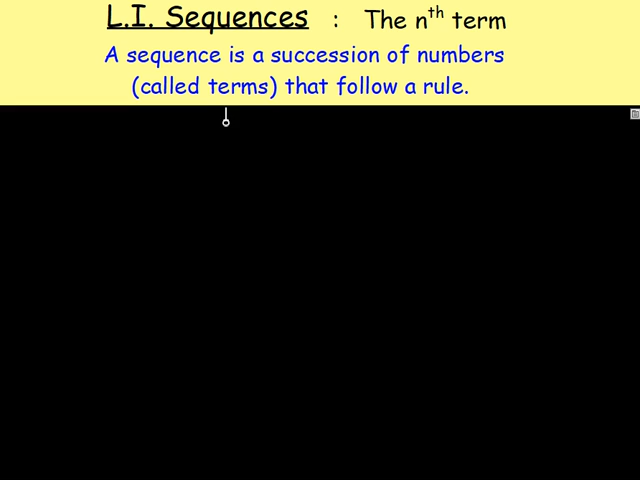 L.I. Sequences : The nth term
A sequence is a succession of numbers
(called terms) that follow a rule.